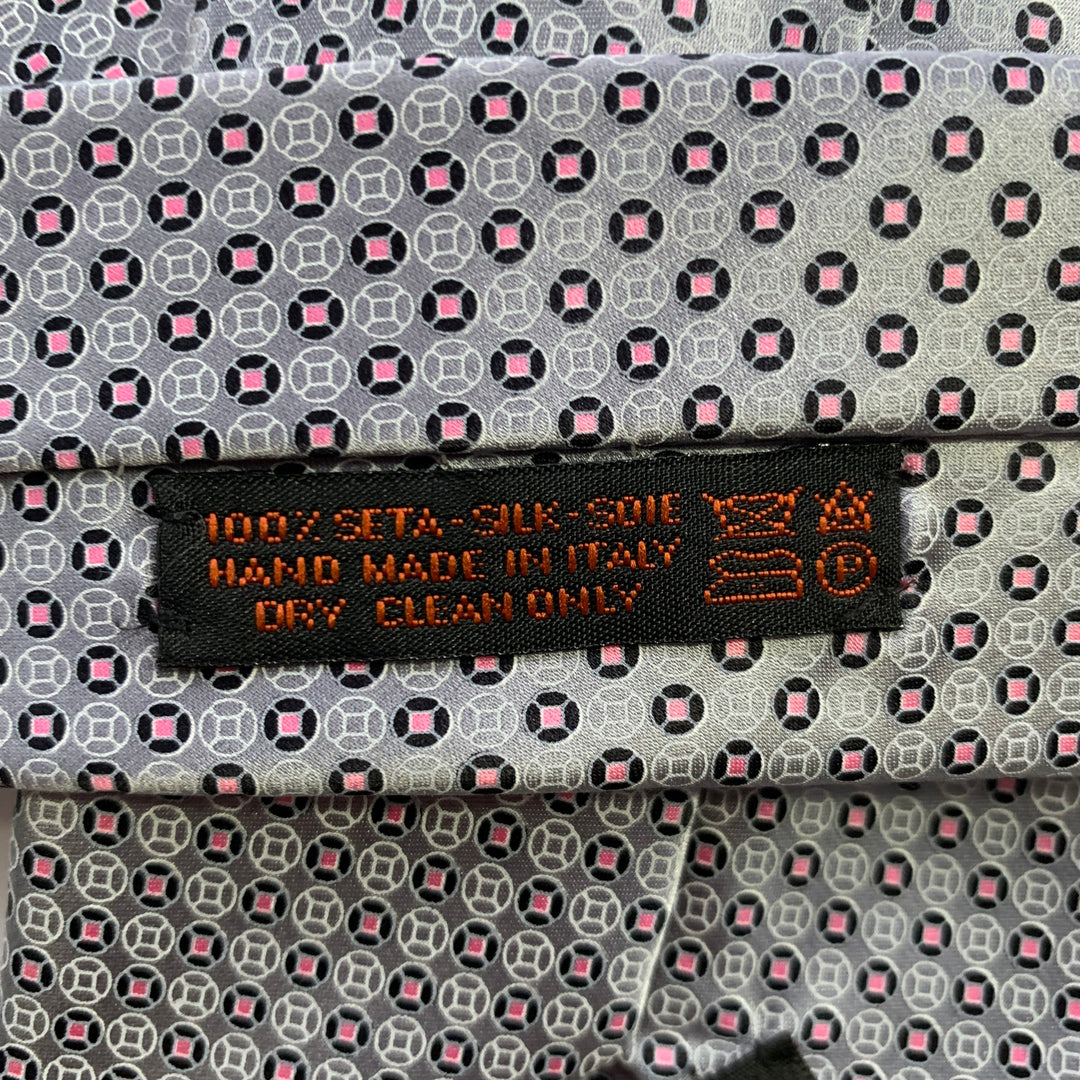 100% SETA-SILK-SOIE
HAND MADE IN ITALY
DRY CLEAN ONLY
P